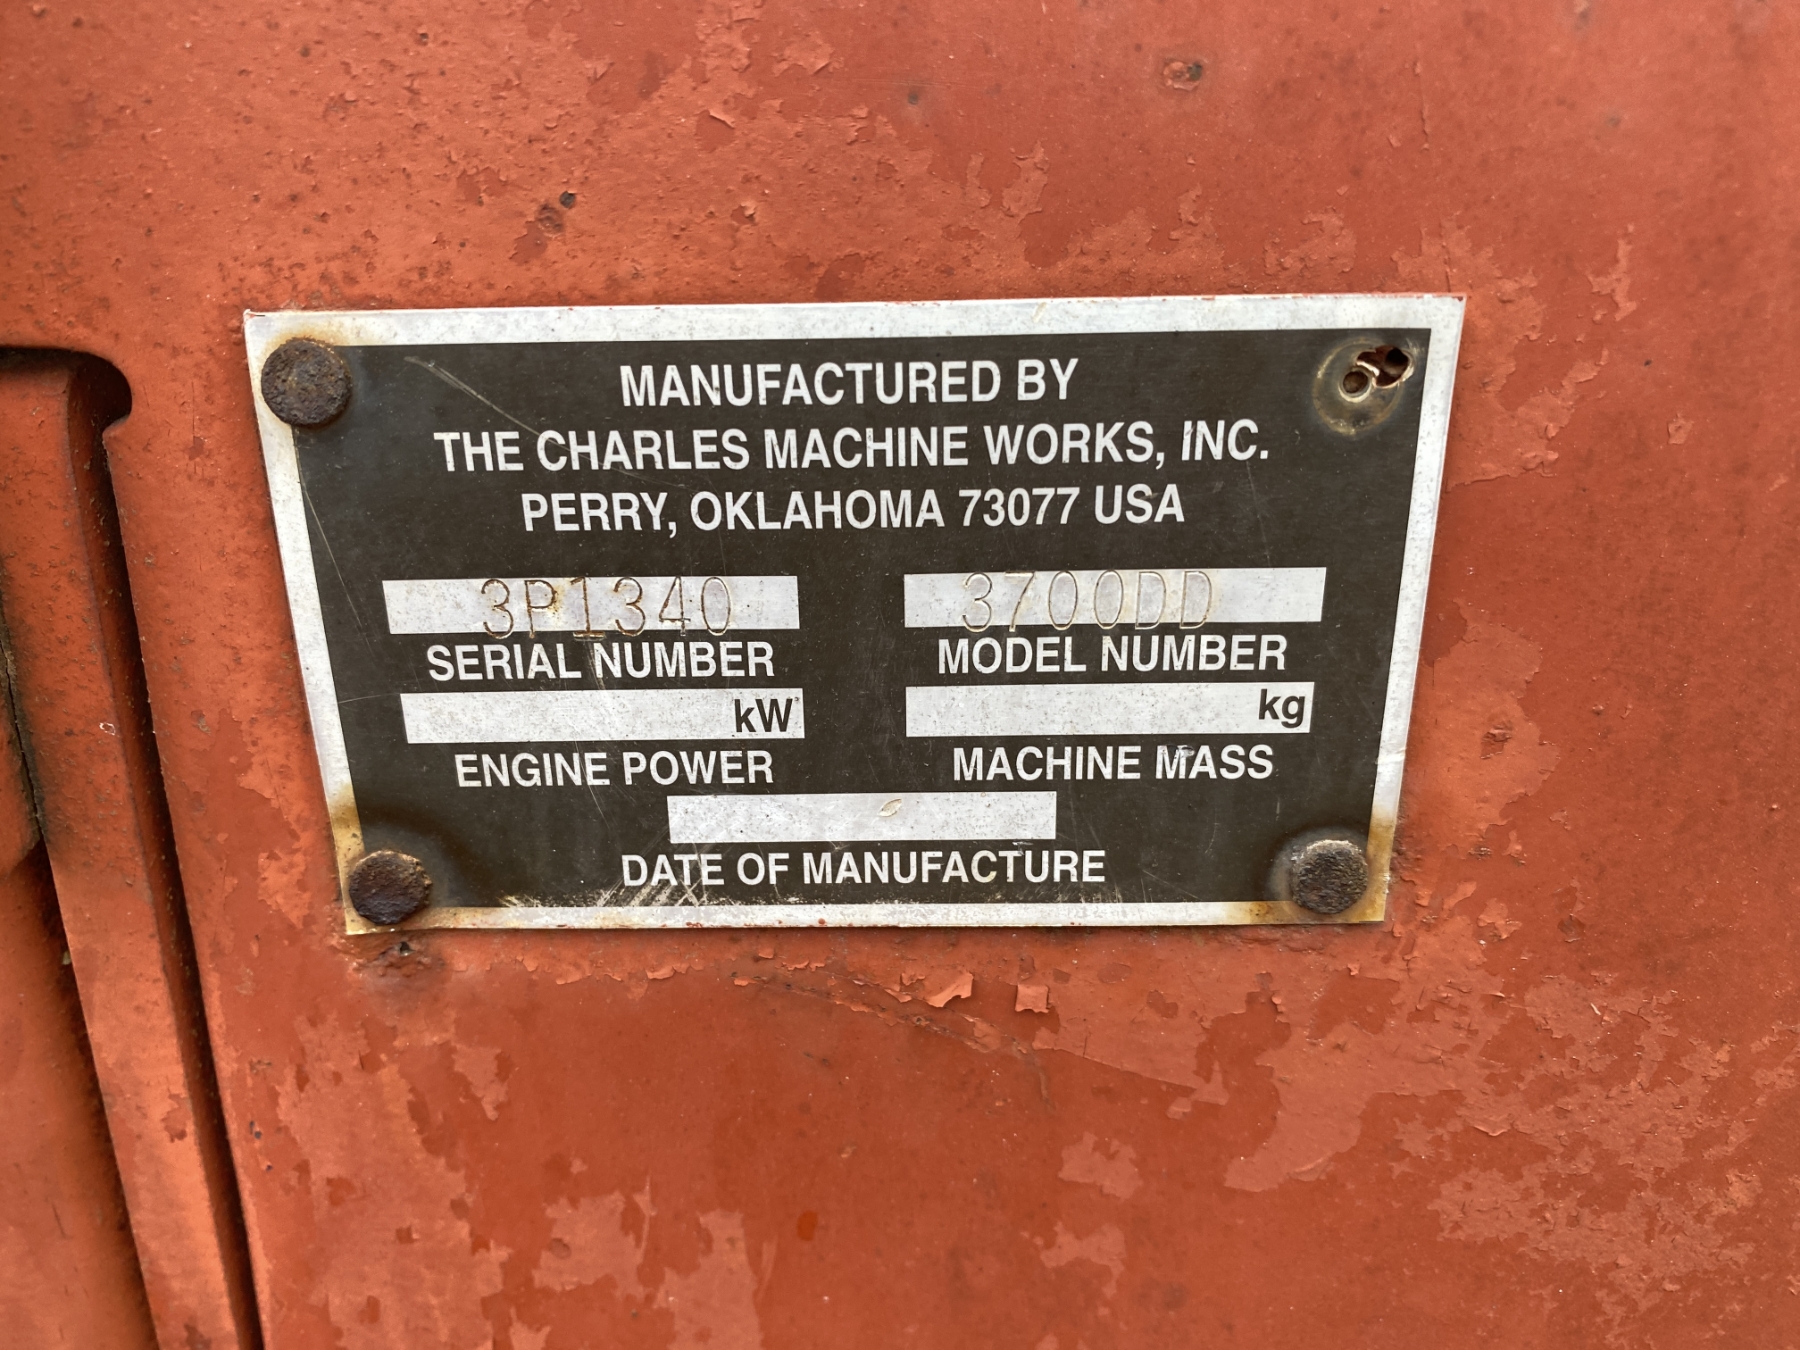 MANUFACTURED BY
THE CHARLES MACHINE WORKS, INC.
PERRY, OKLAHOMA 73077 USA
3P1340 3700DD
SERIAL NUMBER MODEL NUMBER
kW kg
ENGINE POWER MACHINE MASS
DATE OF MANUFACTURE